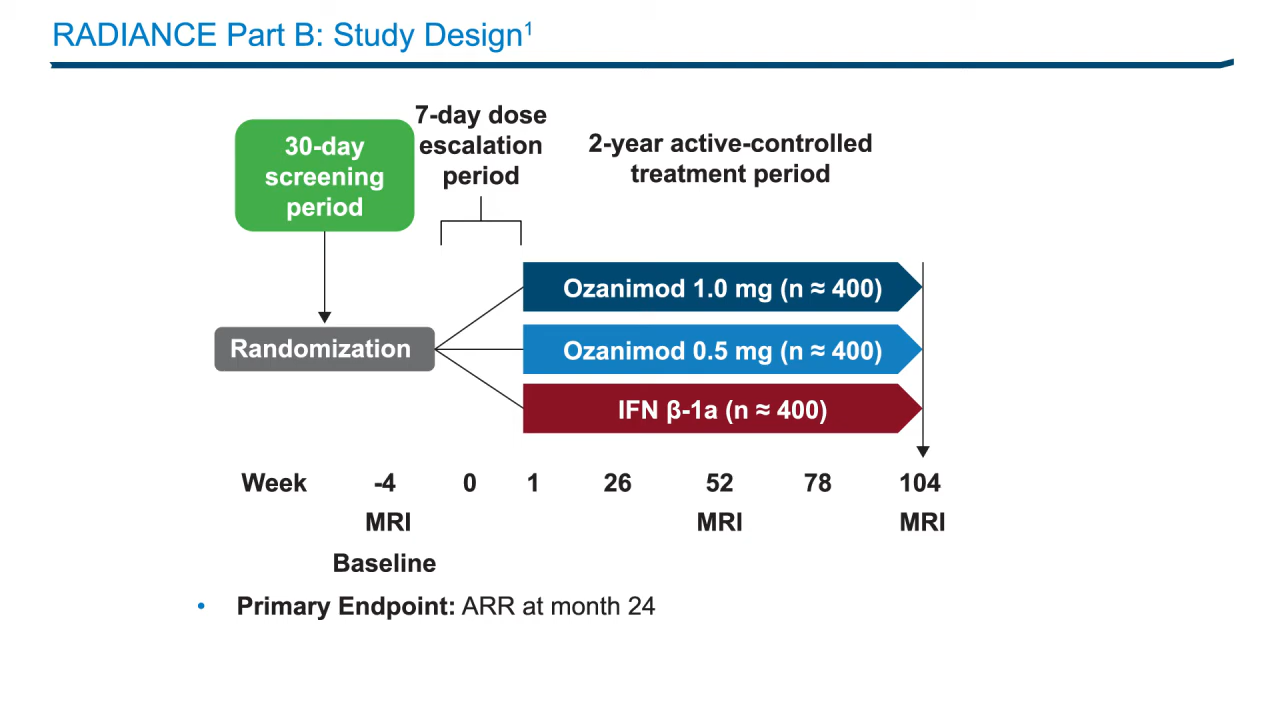 RADIANCE Part B: Study Design¹
30-day
screening
period
7-day dose
escalation
period
2-year active-controlled
treatment period
Randomization
Ozanimod 1.0 mg (n ≈ 400)
Ozanimod 0.5 mg (n ≈ 400)
IFN β-1a (n ≈ 400)
Week -4 0 1 26 52 78 104
MRI MRI MRI
Baseline
• Primary Endpoint: ARR at month 24